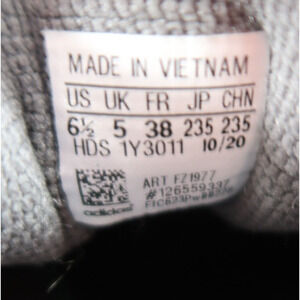 MADE IN VIETNAM
US UK FR JP CHN
6½ 5 38 235 235
HDS 1Y3011 10/20
ART FZ1977
#126559337
adidas